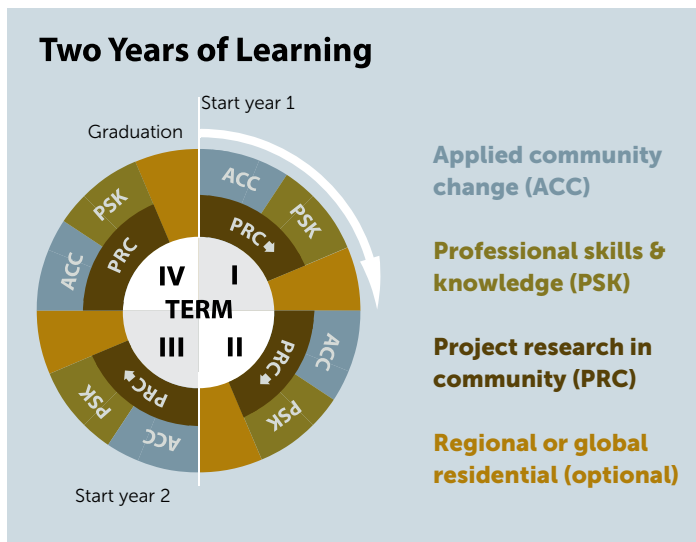 Two Years of Learning
Start year 1
Graduation
ACC
PSK
PRC
PSK
ACC
PRC
IV
I
TERM
III
II
ACC
PRC
PSK
PRC
PSK
ACC
Start year 2
Applied community
change (ACC)
Professional skills &
knowledge (PSK)
Project research in
community (PRC)
Regional or global
residential (optional)